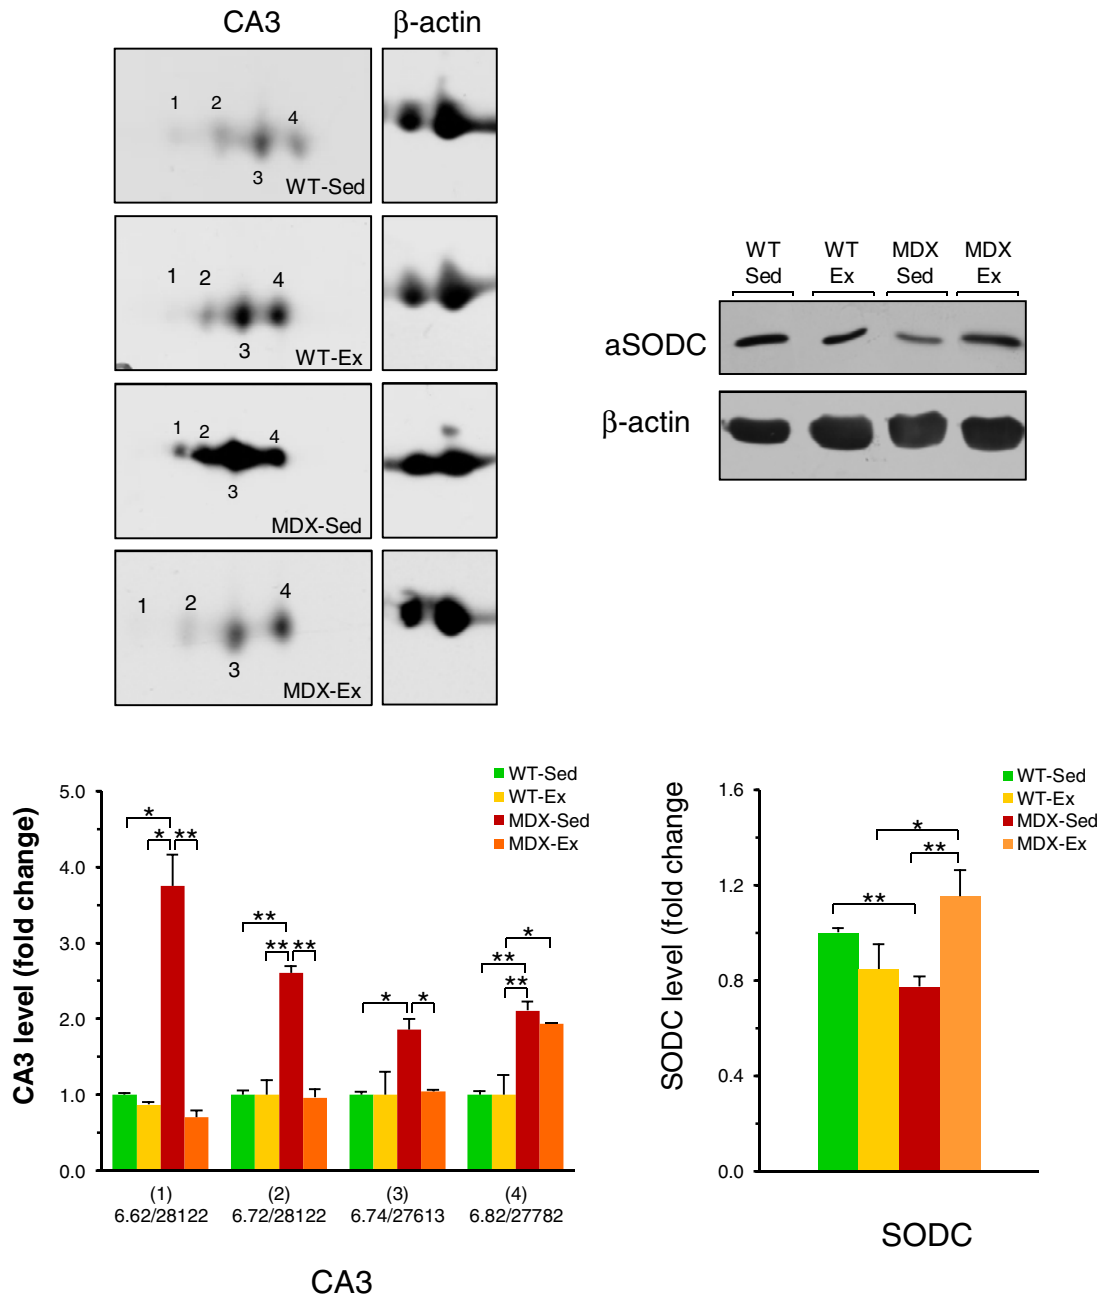 CA3 β-actin
1 2 4
3
WT-Sed
1 2 4
3
WT-Ex
1 2 4
3
MDX-Sed
1 2 4
3
MDX-Ex
WT WT MDX MDX
Sed Ex Sed Ex
aSODC
β-actin
CA3 level (fold change)
5.0
4.0
3.0
2.0
1.0
0.0
WT-Sed
WT-Ex
MDX-Sed
MDX-Ex
* * **
** ** **
* *
** ** *
(1) (2) (3) (4)
6.62/28122 6.72/28122 6.74/27613 6.82/27782
CA3
SODC level (fold change
1.6
1.2
0.8
0.4
0.0
WT-Sed
WT-Ex
MDX-Sed
MDX-Ex
*
**
**
SODC